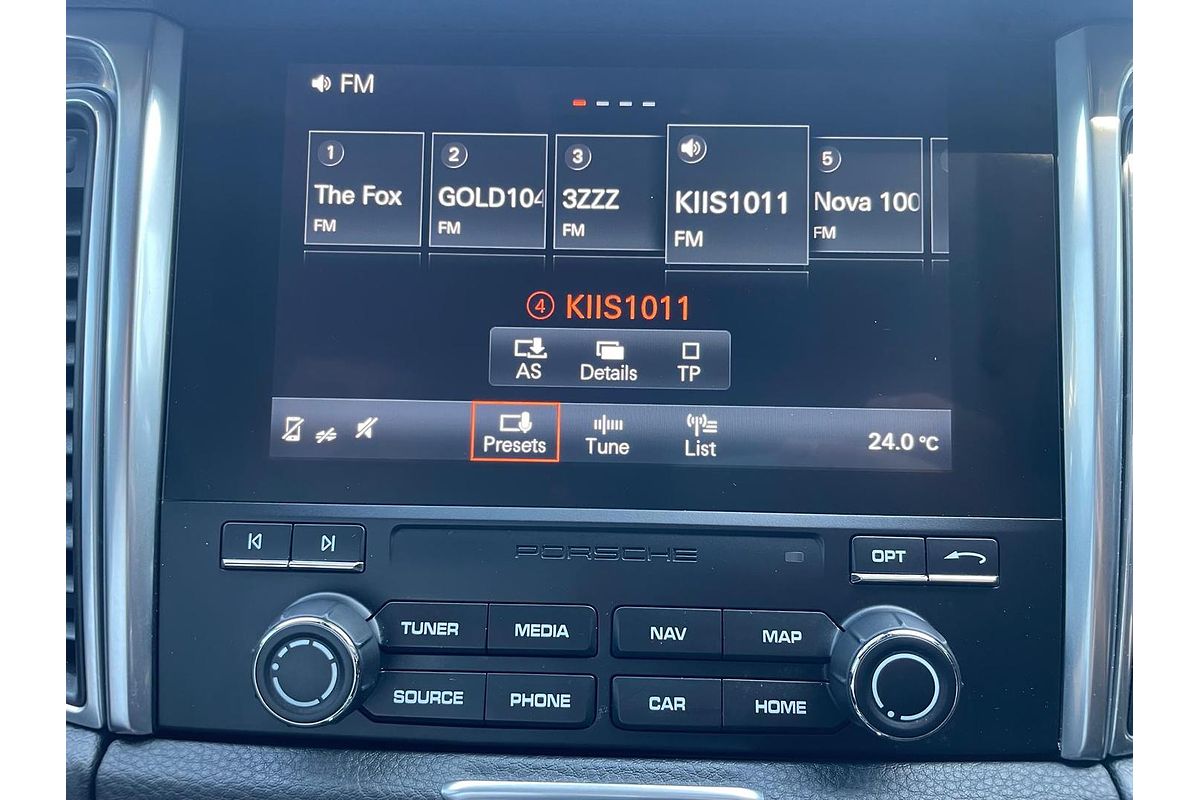 FM
1
The Fox
FM
2
GOLD104
FM
3
3ZZZ
FM
KIIS1011
FM
5
Nova 100
FM
4 KIIS1011
AS
Details
TP
Presets
Tune
List
24.0 °C
PORSCHE
OPT
TUNER
MEDIA
NAV
MAP
SOURCE
PHONE
CAR
HOME